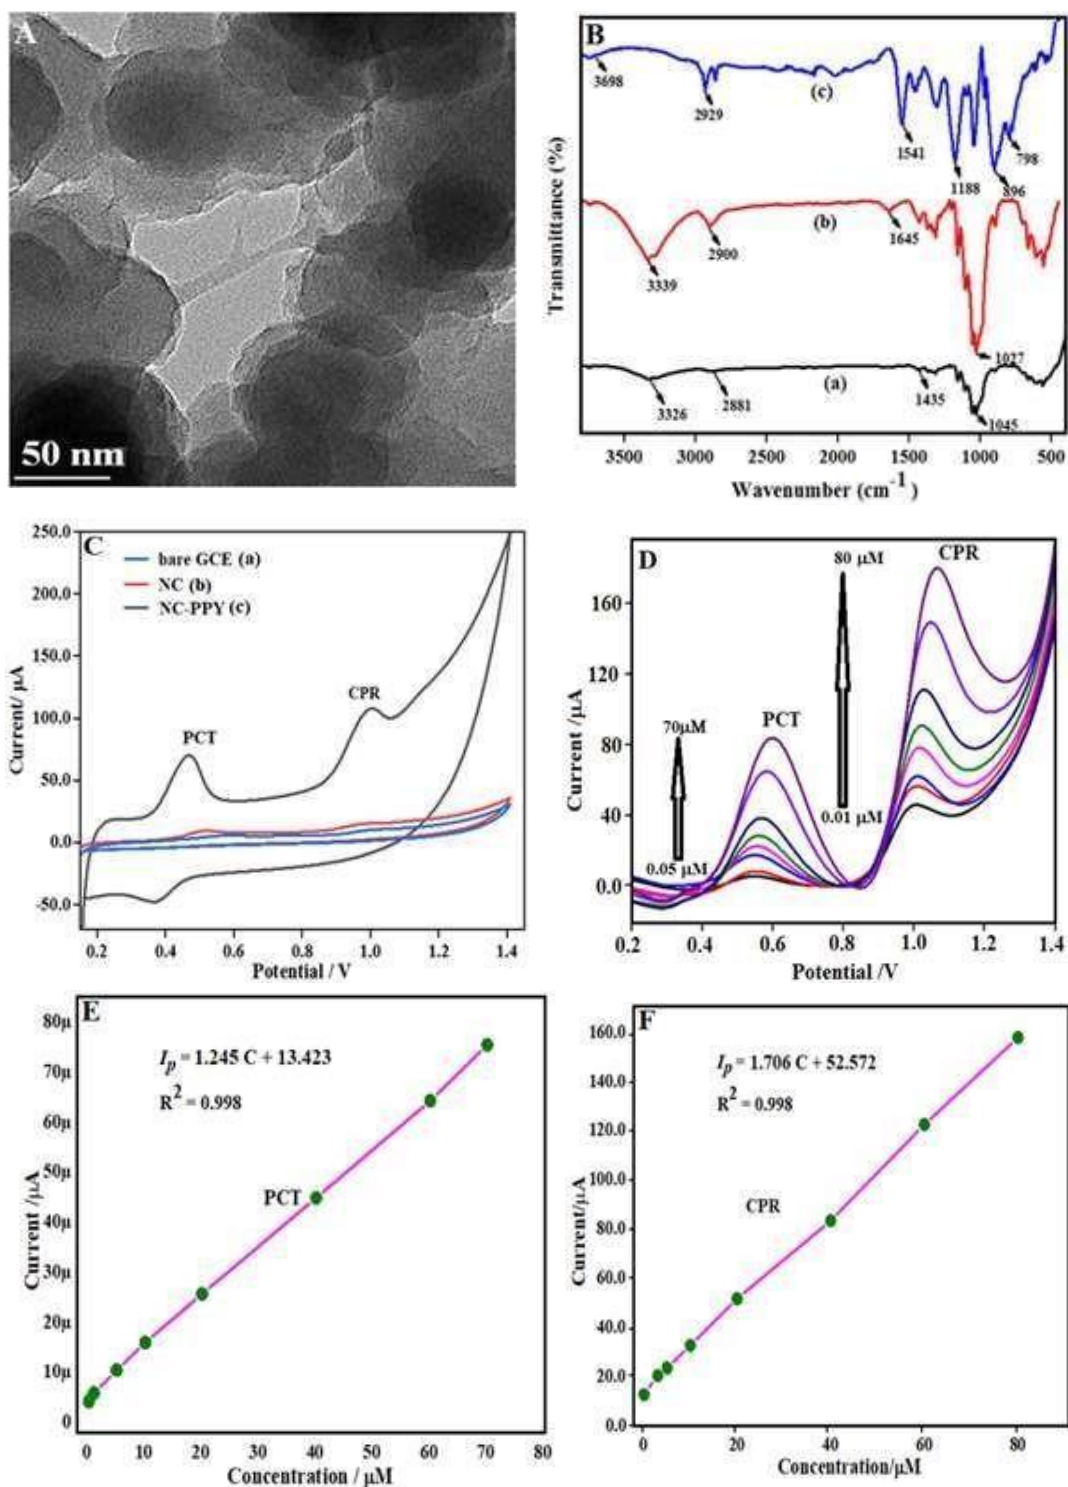 A
50 nm
B
Transmittance (%)
3698
2929
(c)
1541
1188
896
798
3339
2900
(b)
1645
1027
3326
2881
(a)
1435
1045
3500 3000 2500 2000 1500 1000 500
Wavenumber (cm-1)
C
250.0
200.0
150.0
100.0
50.0
0.0
-50.0
Current/ μA
bare GCE (a)
NC (b)
NC-PPY (c)
PCT
CPR
0.2 0.4 0.6 0.8 1.0 1.2 1.4
Potential / V
D
160
120
80
40
0.0
Current /μA
70μM
0.05 μM
PCT
80 μM
0.01 μM
CPR
0.2 0.4 0.6 0.8 1.0 1.2 1.4
Potential /V
E
80μ
70μ
60μ
50μ
40μ
30μ
20μ
10μ
0
Current /μA
Ip = 1.245 C + 13.423
R2 = 0.998
PCT
0 10 20 30 40 50 60 70 80
Concentration / μM
F
160.0
140.0
120.0
100.0
80.0
60.0
40.0
20.0
0.0
Current/μA
Ip = 1.706 C + 52.572
R2 = 0.998
CPR
0 20 40 60 80
Concentration/μM